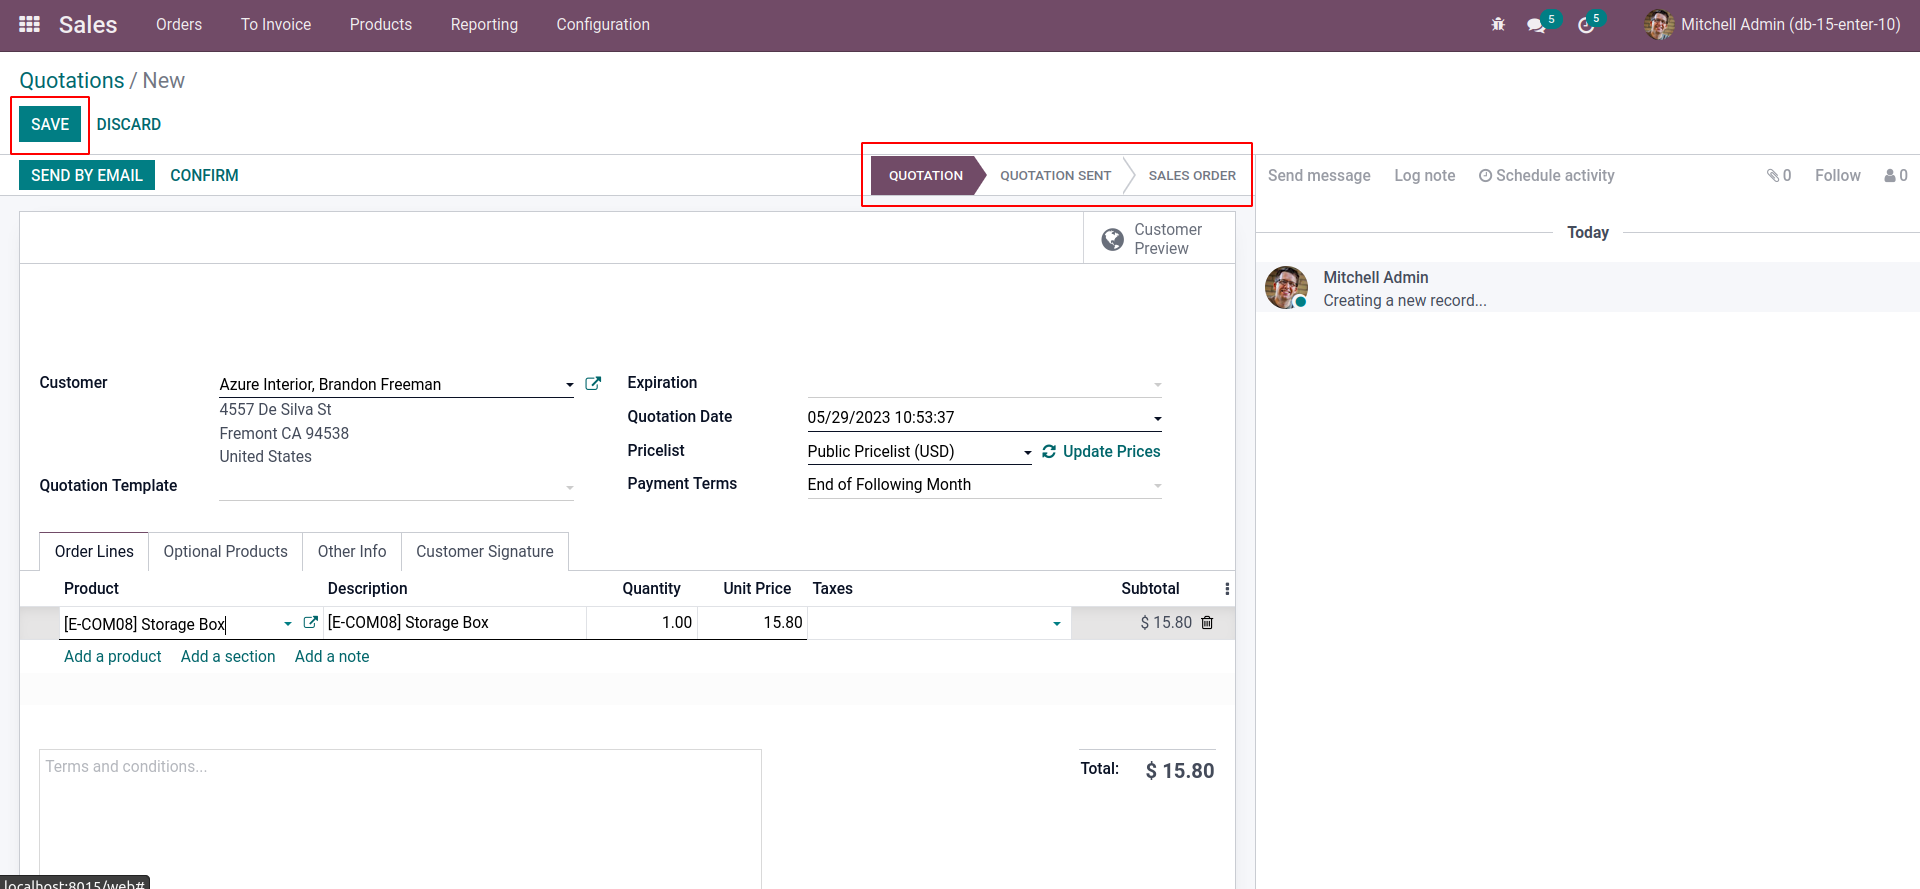 Sales Orders To Invoice Products Reporting Configuration 5 5 Mitchell Admin (db-15-enter-10)
Quotations / New
SAVE DISCARD
SEND BY EMAIL CONFIRM QUOTATION QUOTATION SENT SALES ORDER Send message Log note Schedule activity 0 Follow 0
Customer
Preview
Today
Mitchell Admin
Creating a new record...
Customer Azure Interior, Brandon Freeman
4557 De Silva St
Fremont CA 94538
United States
Quotation Template
Expiration
Quotation Date 05/29/2023 10:53:37
Pricelist Public Pricelist (USD) Update Prices
Payment Terms End of Following Month
Order Lines Optional Products Other Info Customer Signature
Product Description Quantity Unit Price Taxes Subtotal
[E-COM08] Storage Box [E-COM08] Storage Box 1.00 15.80 $ 15.80
Add a product Add a section Add a note
Terms and conditions...
Total: $ 15.80
localhost:8015/web#